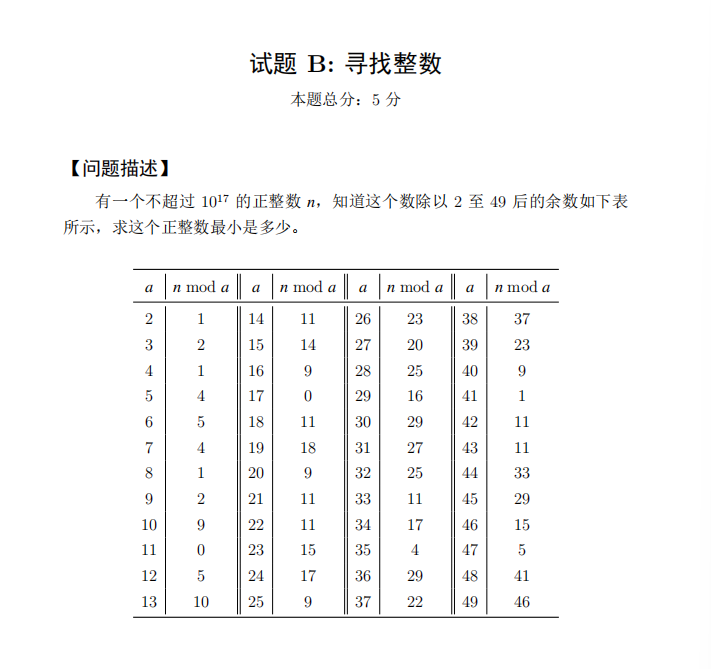 试题 B: 寻找整数
本题总分：5 分
【问题描述】
有一个不超过 10¹⁷ 的正整数 n，知道这个数除以 2 至 49 后的余数如下表
所示，求这个正整数最小是多少。
a n mod a a n mod a a n mod a a n mod a
2 1 14 11 26 23 38 37
3 2 15 14 27 20 39 23
4 1 16 9 28 25 40 9
5 4 17 0 29 16 41 1
6 5 18 11 30 29 42 11
7 4 19 18 31 27 43 11
8 1 20 9 32 25 44 33
9 2 21 11 33 11 45 29
10 9 22 11 34 17 46 15
11 0 23 15 35 4 47 5
12 5 24 17 36 29 48 41
13 10 25 9 37 22 49 46